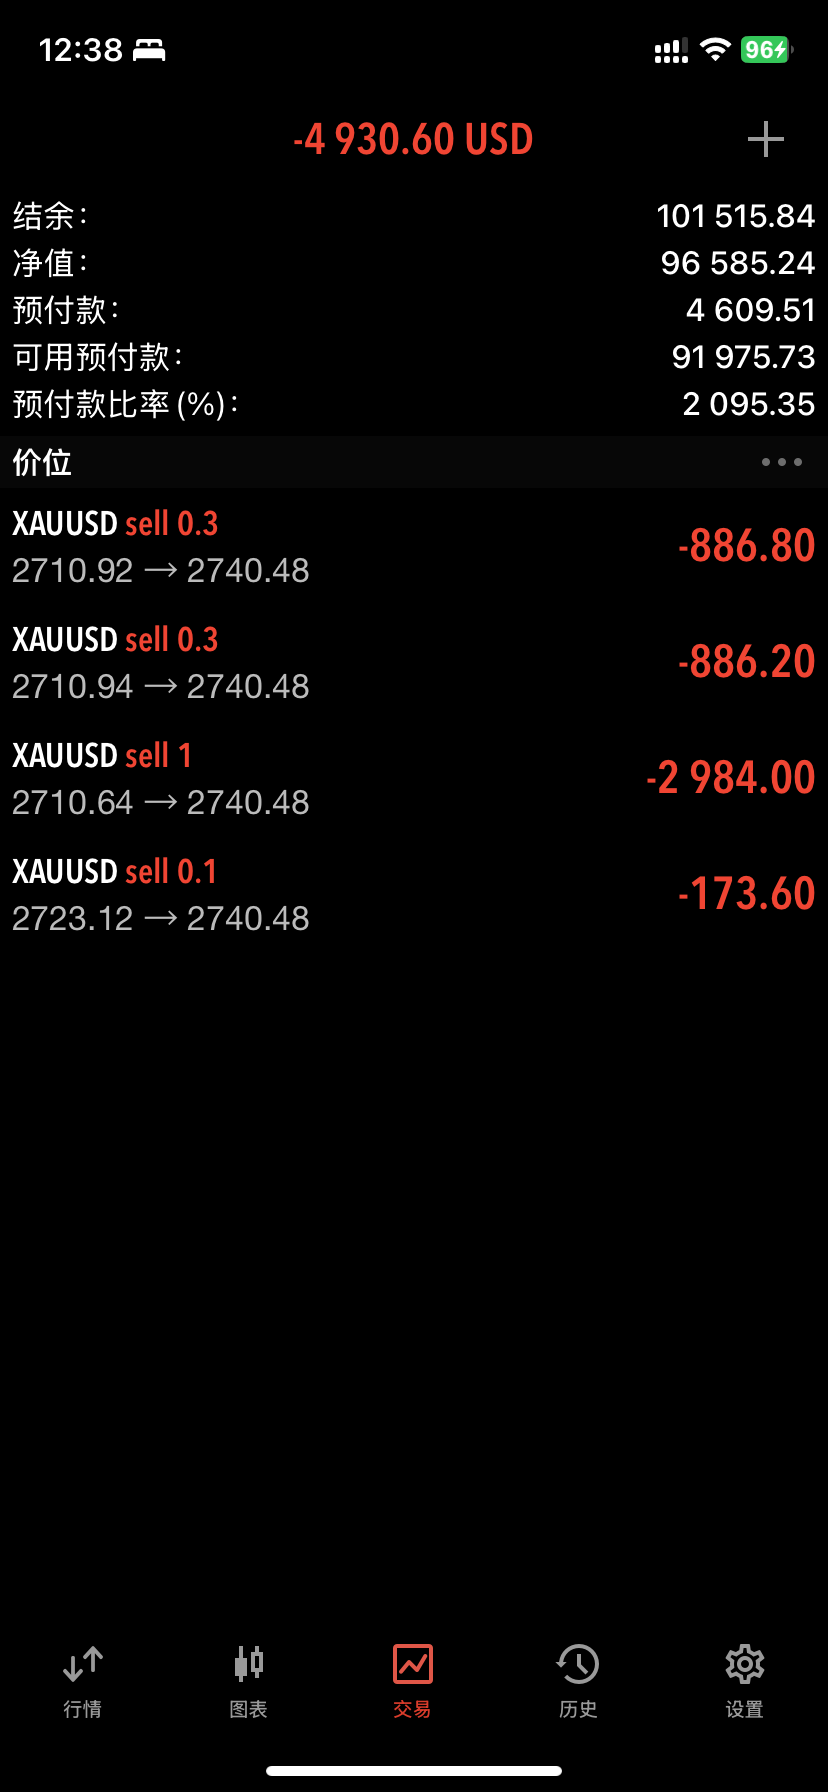 12:38
96
-4 930.60 USD
结余: 101 515.84
净值: 96 585.24
预付款: 4 609.51
可用预付款: 91 975.73
预付款比率 (%): 2 095.35
价位
XAUUSD sell 0.3
-886.80
2710.92 → 2740.48
XAUUSD sell 0.3
-886.20
2710.94 → 2740.48
XAUUSD sell 1
-2 984.00
2710.64 → 2740.48
XAUUSD sell 0.1
-173.60
2723.12 → 2740.48
行情 图表 交易 历史 设置